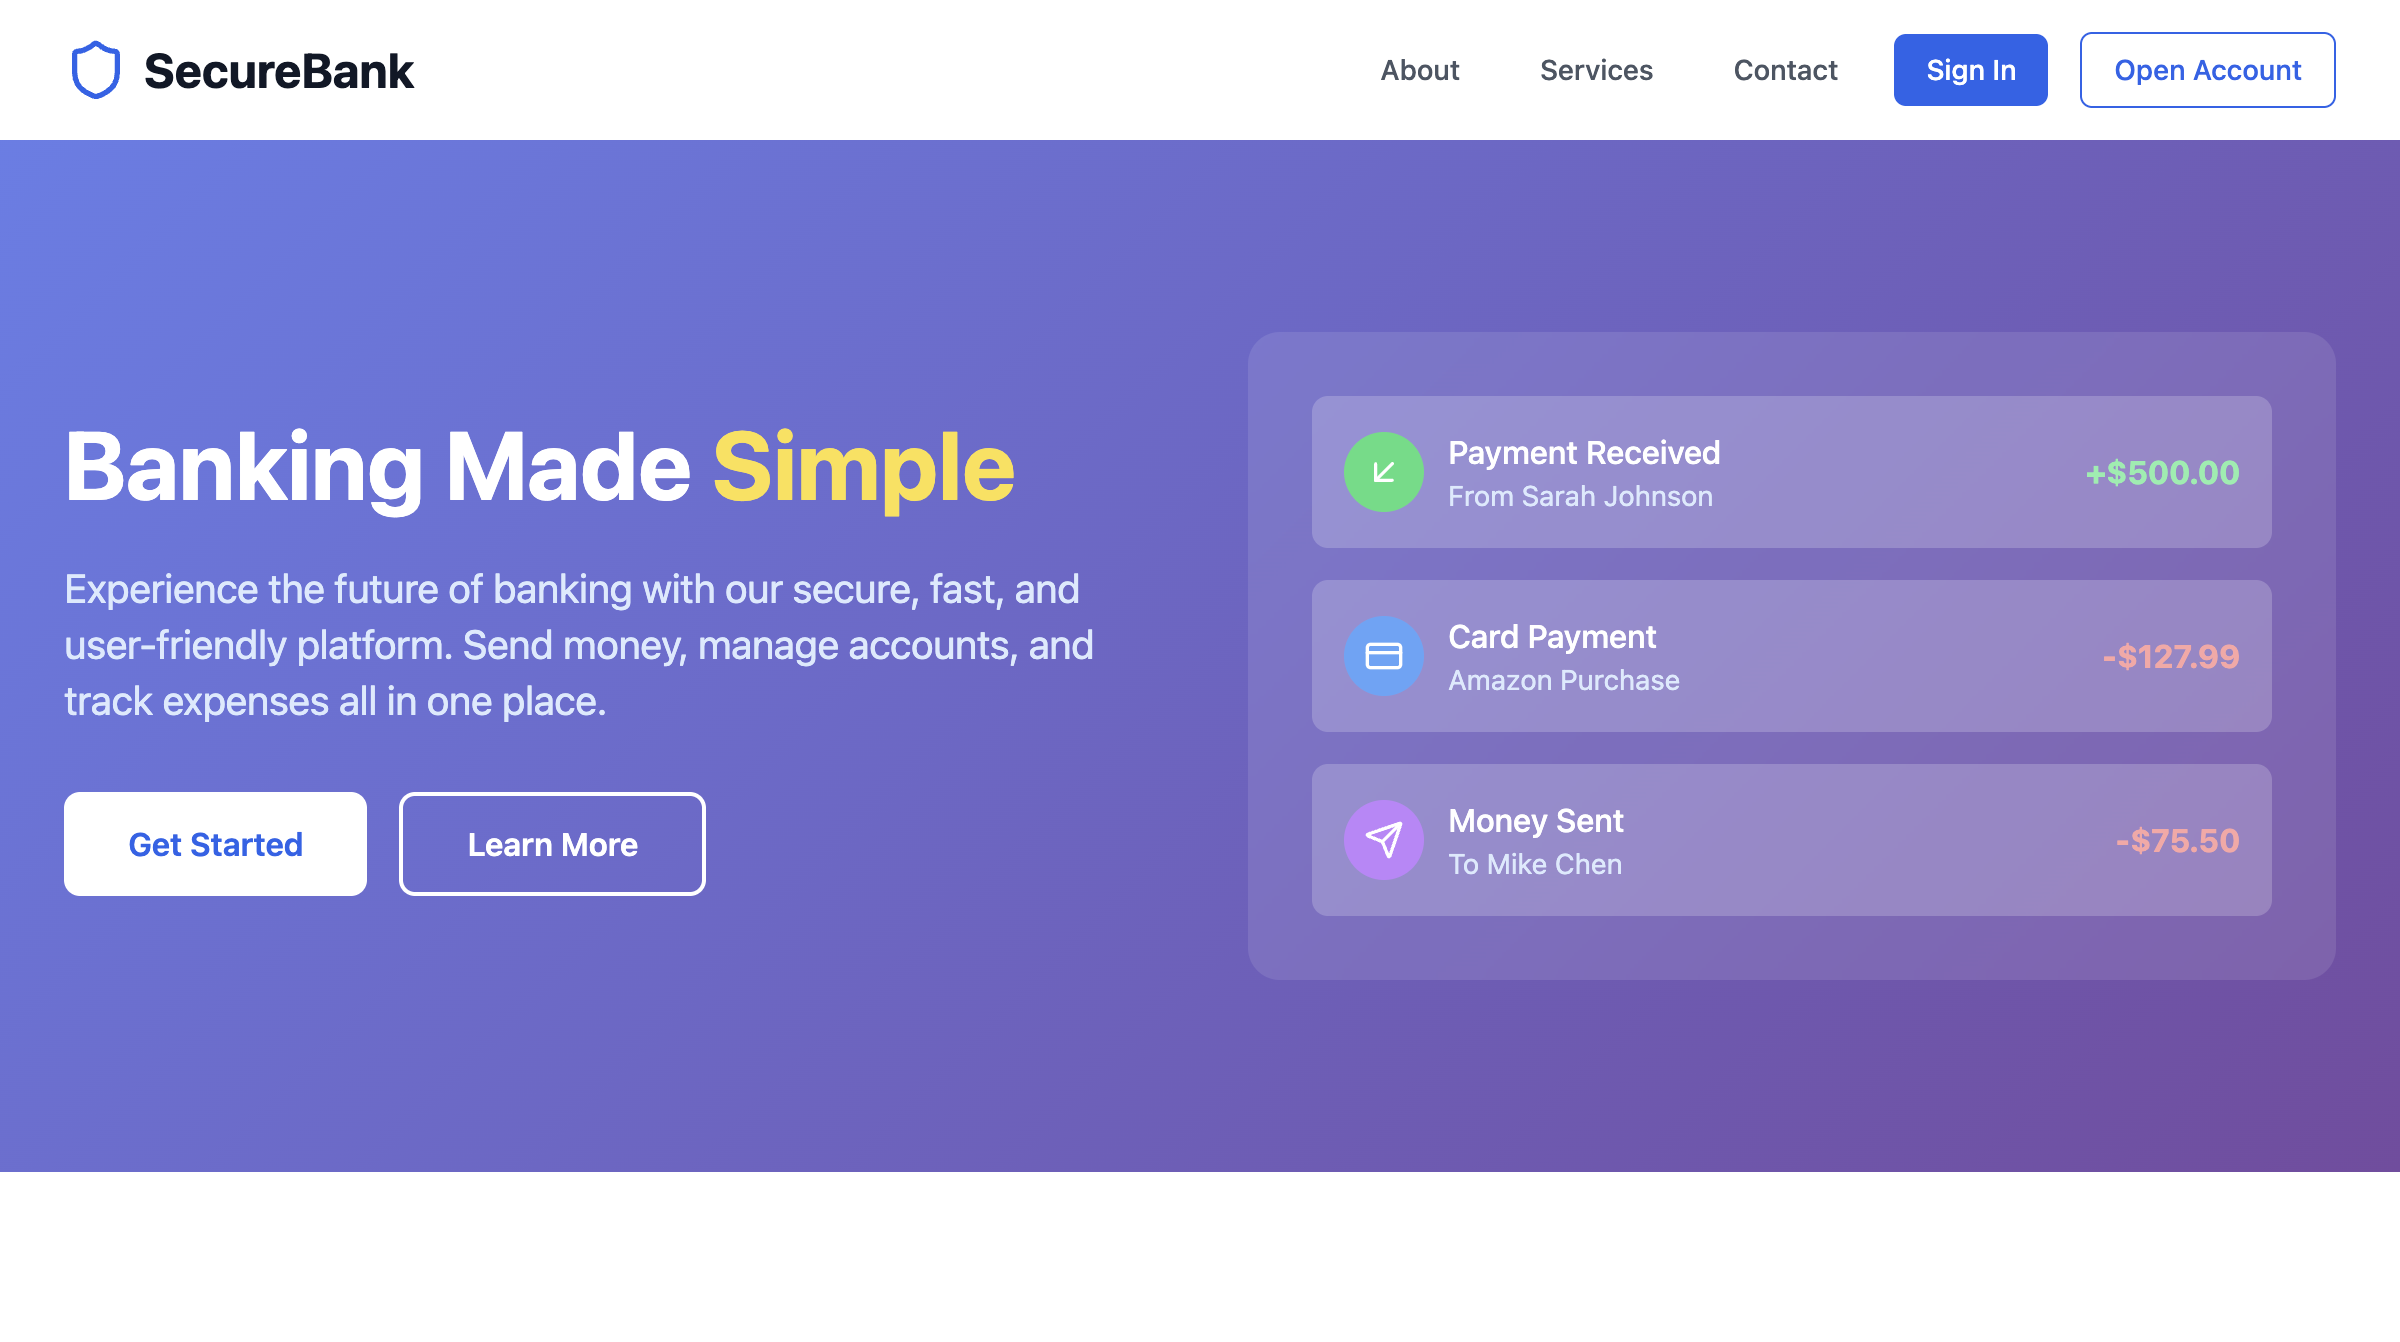 SecureBank
About
Services
Contact
Sign In
Open Account
Banking Made Simple
Experience the future of banking with our secure, fast, and
user-friendly platform. Send money, manage accounts, and
track expenses all in one place.
Get Started
Learn More
Payment Received
From Sarah Johnson
+$500.00
Card Payment
Amazon Purchase
-$127.99
Money Sent
To Mike Chen
-$75.50